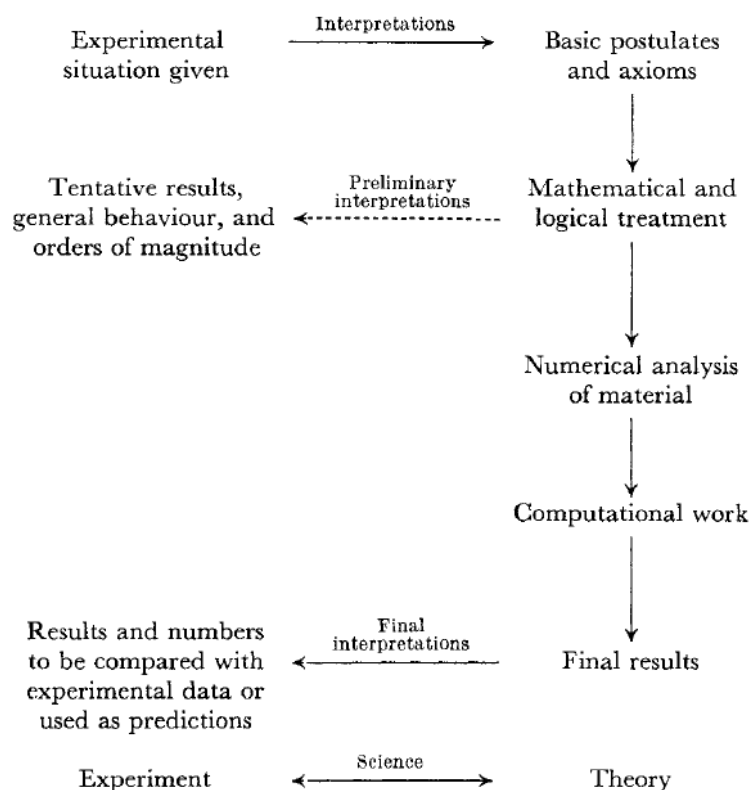 Interpretations
Experimental
situation given
Basic postulates
and axioms
Tentative results,
general behaviour, and
orders of magnitude
Preliminary
interpretations
Mathematical and
logical treatment
Numerical analysis
of material
Computational work
Results and numbers
to be compared with
experimental data or
used as predictions
Final
interpretations
Final results
Experiment
Science
Theory